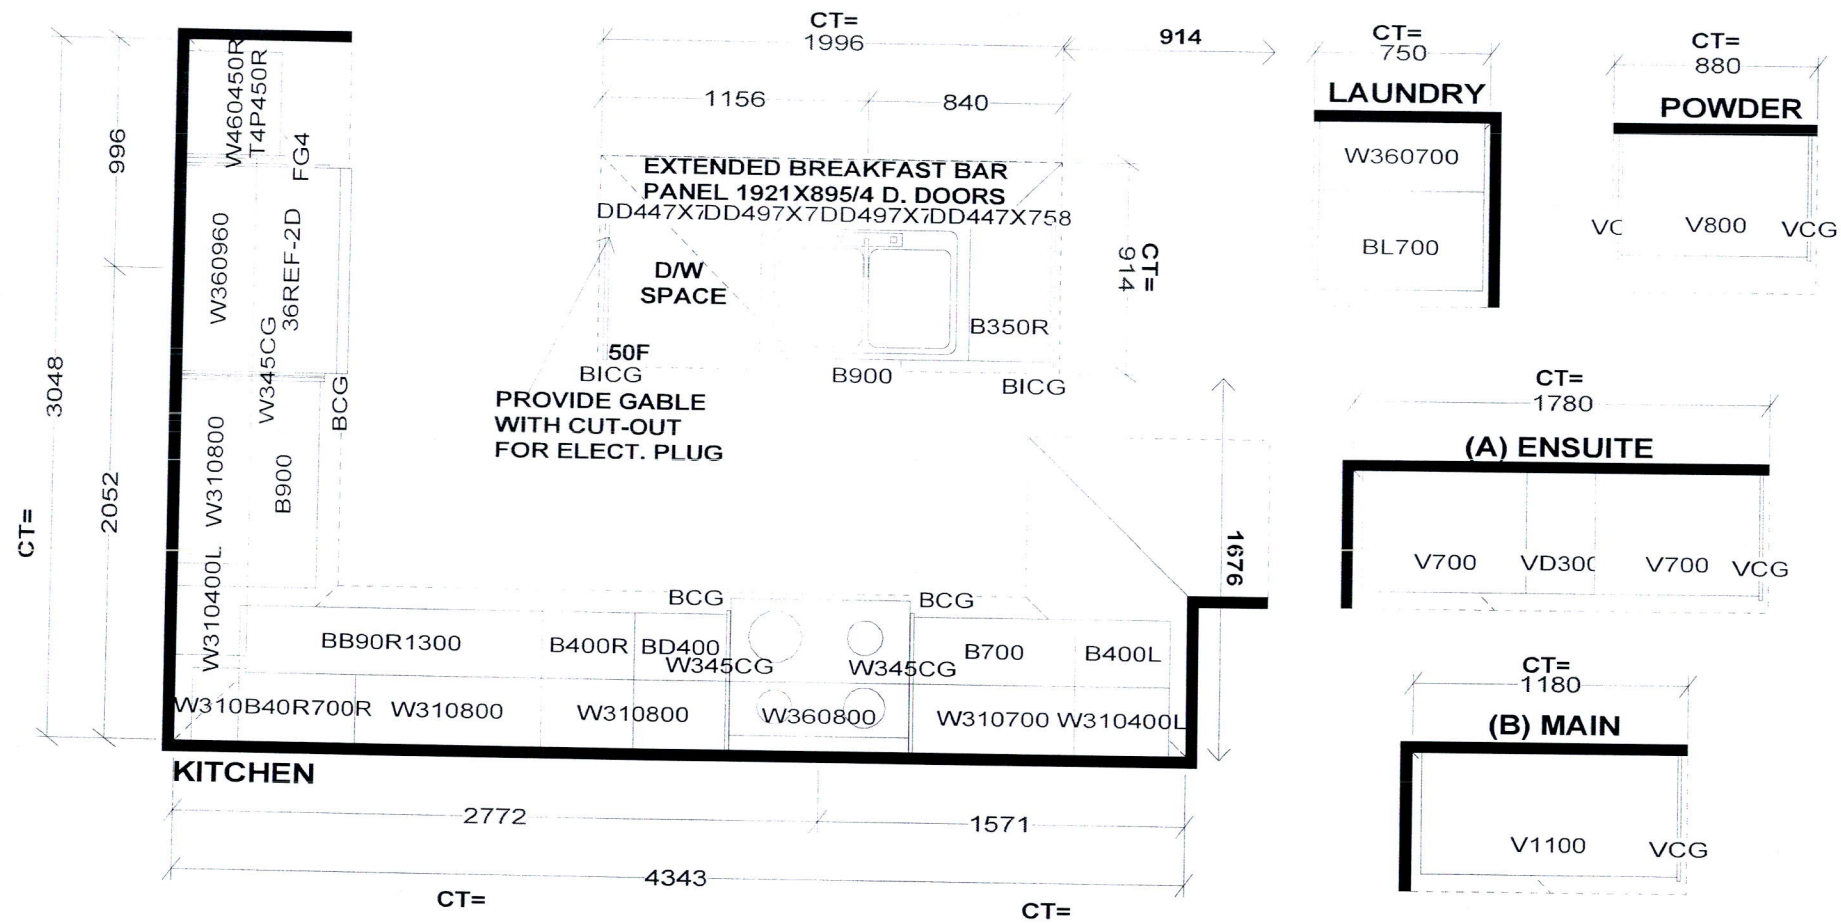 CT=
1996
914
1156
840
EXTENDED BREAKFAST BAR
PANEL 1921X895/4 D. DOORS
DD447X7DD497X7DD497X7DD447X758
D/W
SPACE
B350R
50F
BICG
B900
BICG
PROVIDE GABLE
WITH CUT-OUT
FOR ELECT. PLUG
CT=
914
1676
3048
996
2052
CT=
W460450R
T4P450R
FG4
W360960
36REF-2D
W345CG
BCG
W310800
B900
W310400L
BCG
BCG
BB90R1300
B400R
BD400
W345CG
W345CG
B700
B400L
W310B40R700R
W310800
W310800
W360800
W310700
W310400L
KITCHEN
2772
1571
4343
CT=
CT=
CT=
750
LAUNDRY
W360700
BL700
CT=
880
POWDER
VC
V800
VCG
CT=
1780
(A) ENSUITE
V700
VD300
V700
VCG
CT=
1180
(B) MAIN
V1100
VCG